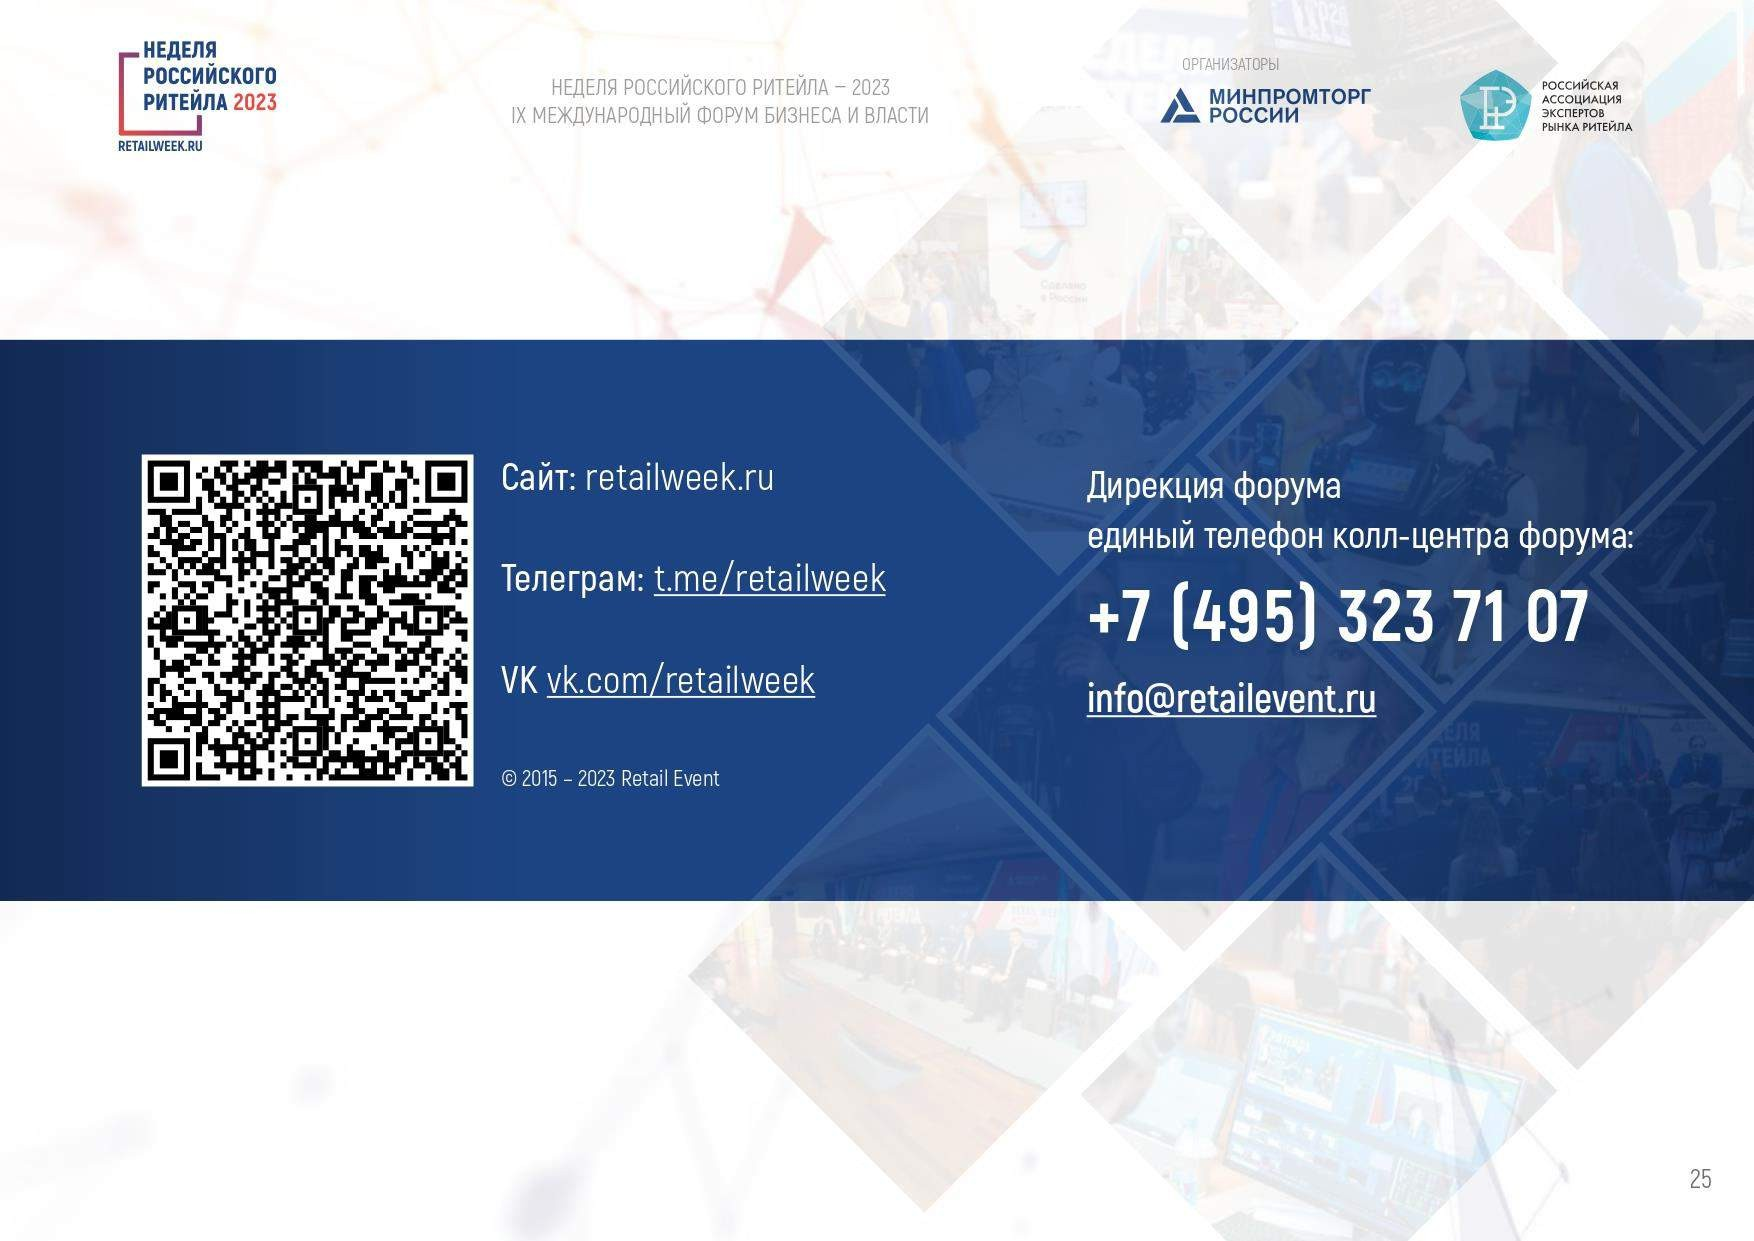 НЕДЕЛЯ
РОССИЙСКОГО
РИТЕЙЛА 2023
RETAILWEEK.RU
НЕДЕЛЯ РОССИЙСКОГО РИТЕЙЛА – 2023
IX МЕЖДУНАРОДНЫЙ ФОРУМ БИЗНЕСА И ВЛАСТИ
ОРГАНИЗАТОРЫ
МИНПРОМТОРГ
РОССИИ
РОССИЙСКАЯ
АССОЦИАЦИЯ
ЭКСПЕРТОВ
РЫНКА РИТЕЙЛА
Сделано
в России
Сайт: retailweek.ru
Телеграм: t.me/retailweek
VK vk.com/retailweek
© 2015 – 2023 Retail Event
Дирекция форума
единый телефон колл-центра форума:
+7 (495) 323 71 07
info@retailevent.ru
25